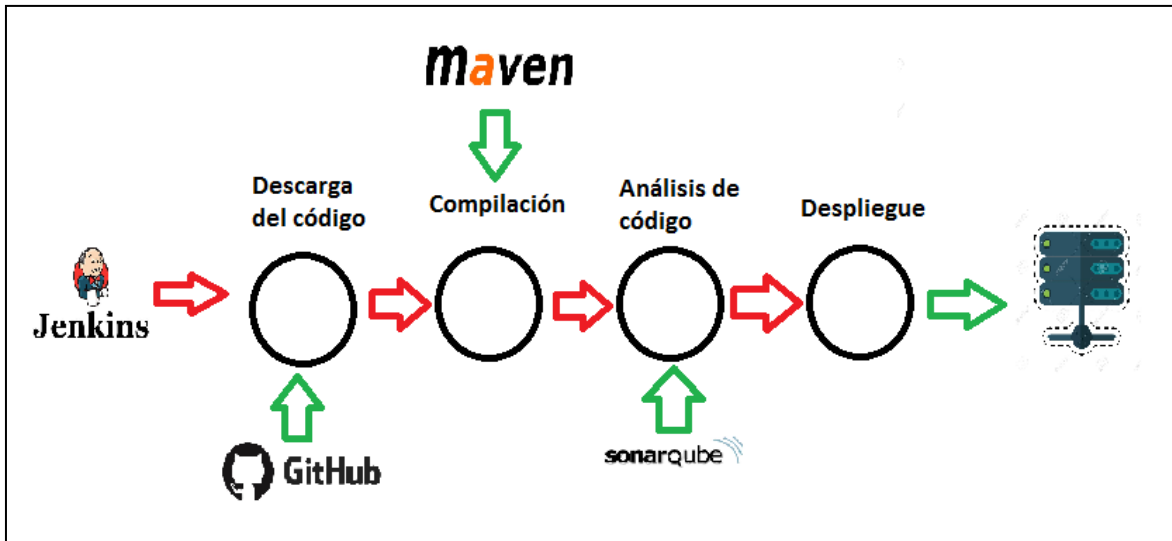 maven
Descarga
del código
Compilación
Análisis de
código
Despliegue
Jenkins
GitHub
sonarqube